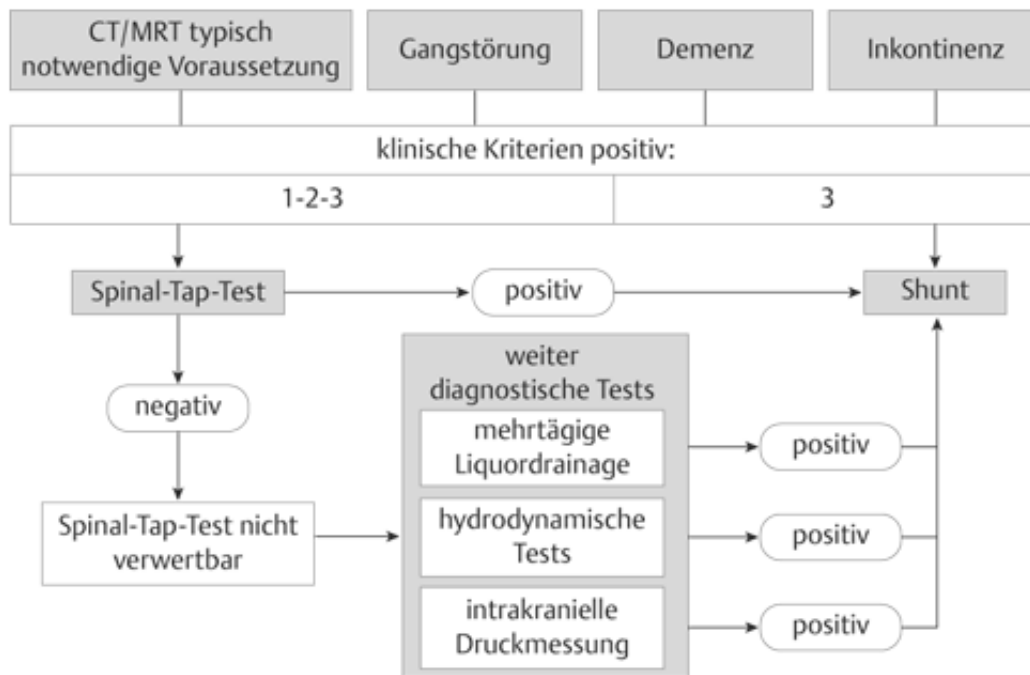 CT/MRT typisch
notwendige Voraussetzung
Gangstörung
Demenz
Inkontinenz
klinische Kriterien positiv:
1-2-3
3
Spinal-Tap-Test
positiv
Shunt
negativ
weiter
diagnostische Tests
mehrtägige
Liquordrainage
positiv
Spinal-Tap-Test nicht
verwertbar
hydrodynamische
Tests
positiv
intrakranielle
Druckmessung
positiv